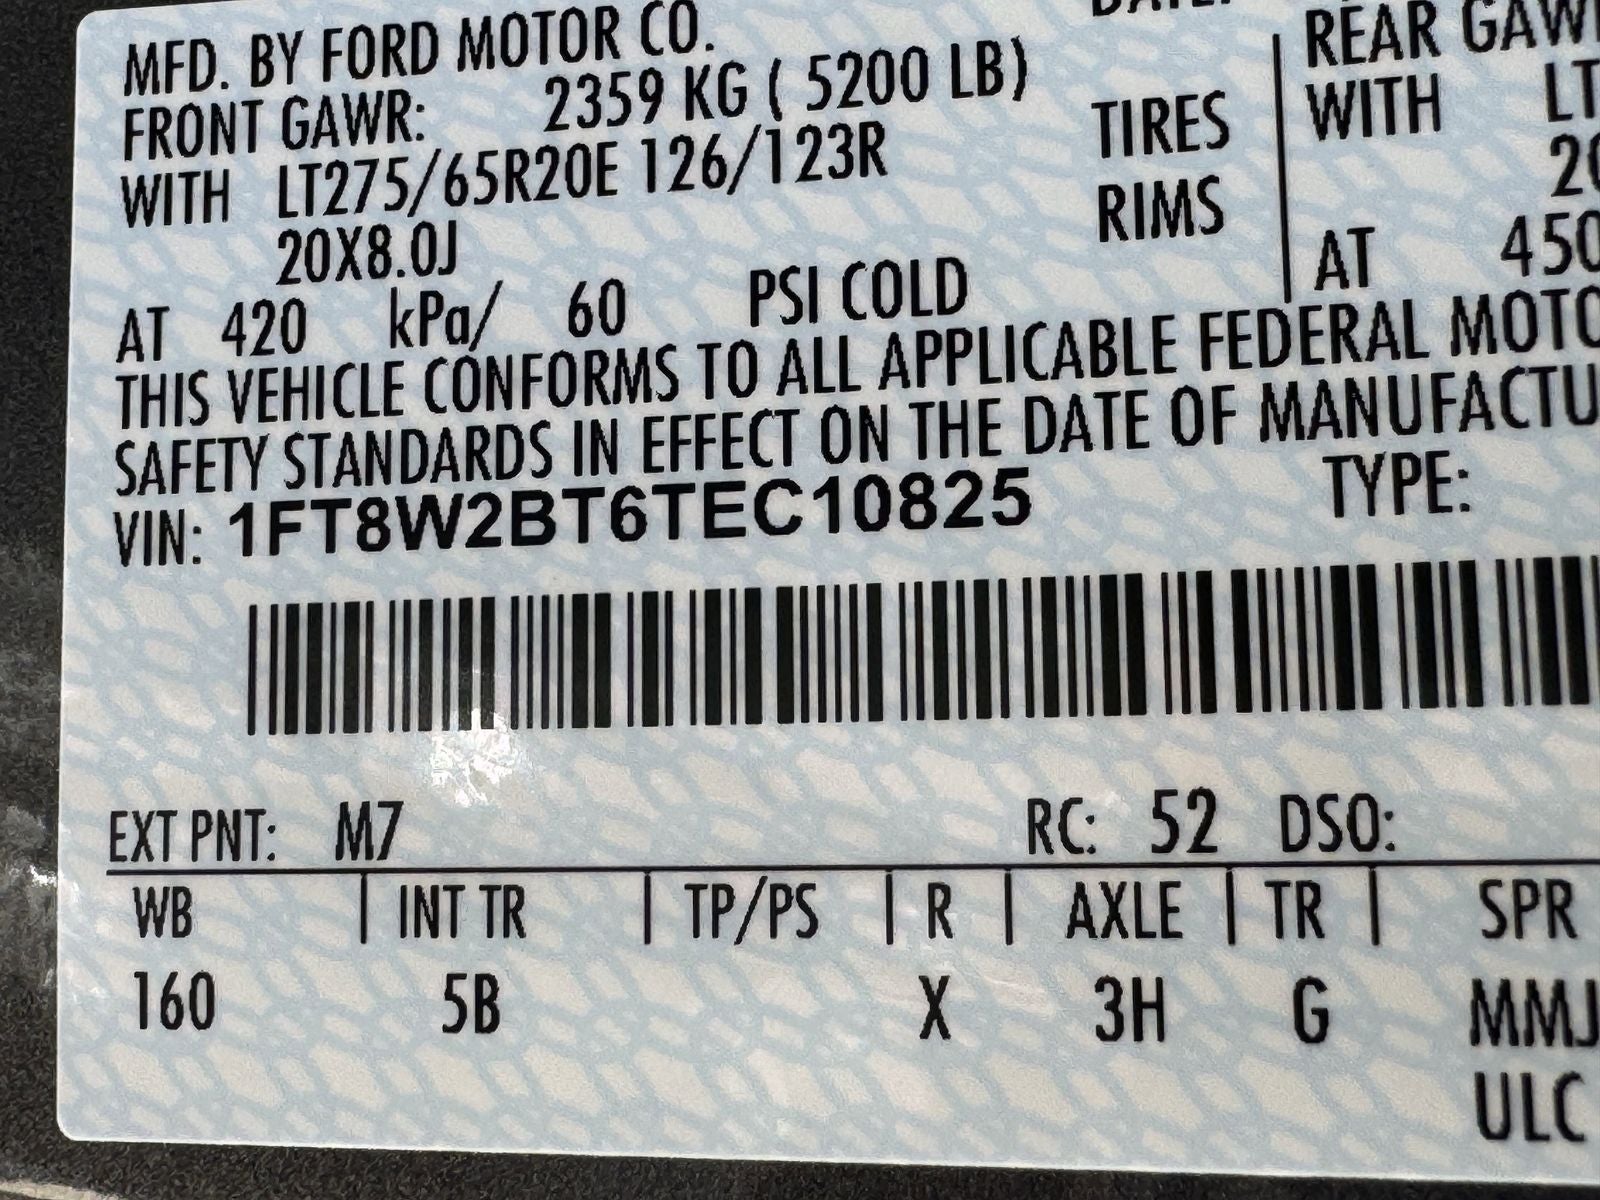 MFD. BY FORD MOTOR CO.
FRONT GAWR: 2359 KG ( 5200 LB)
WITH LT275/65R20E 126/123R TIRES
20X8.0J RIMS
AT 420 kPa/ 60 PSI COLD
REAR
WITH
AT
THIS VEHICLE CONFORMS TO ALL APPLICABLE FEDERAL
SAFETY STANDARDS IN EFFECT ON THE DATE OF
VIN: 1FT8W2BT6TEC10825 TYPE:
EXT PNT: M7 RC: 52 DSO:
WB | INT TR | TP/PS | R | AXLE | TR | SPR
160 5B X 3H G MMJ
ULC